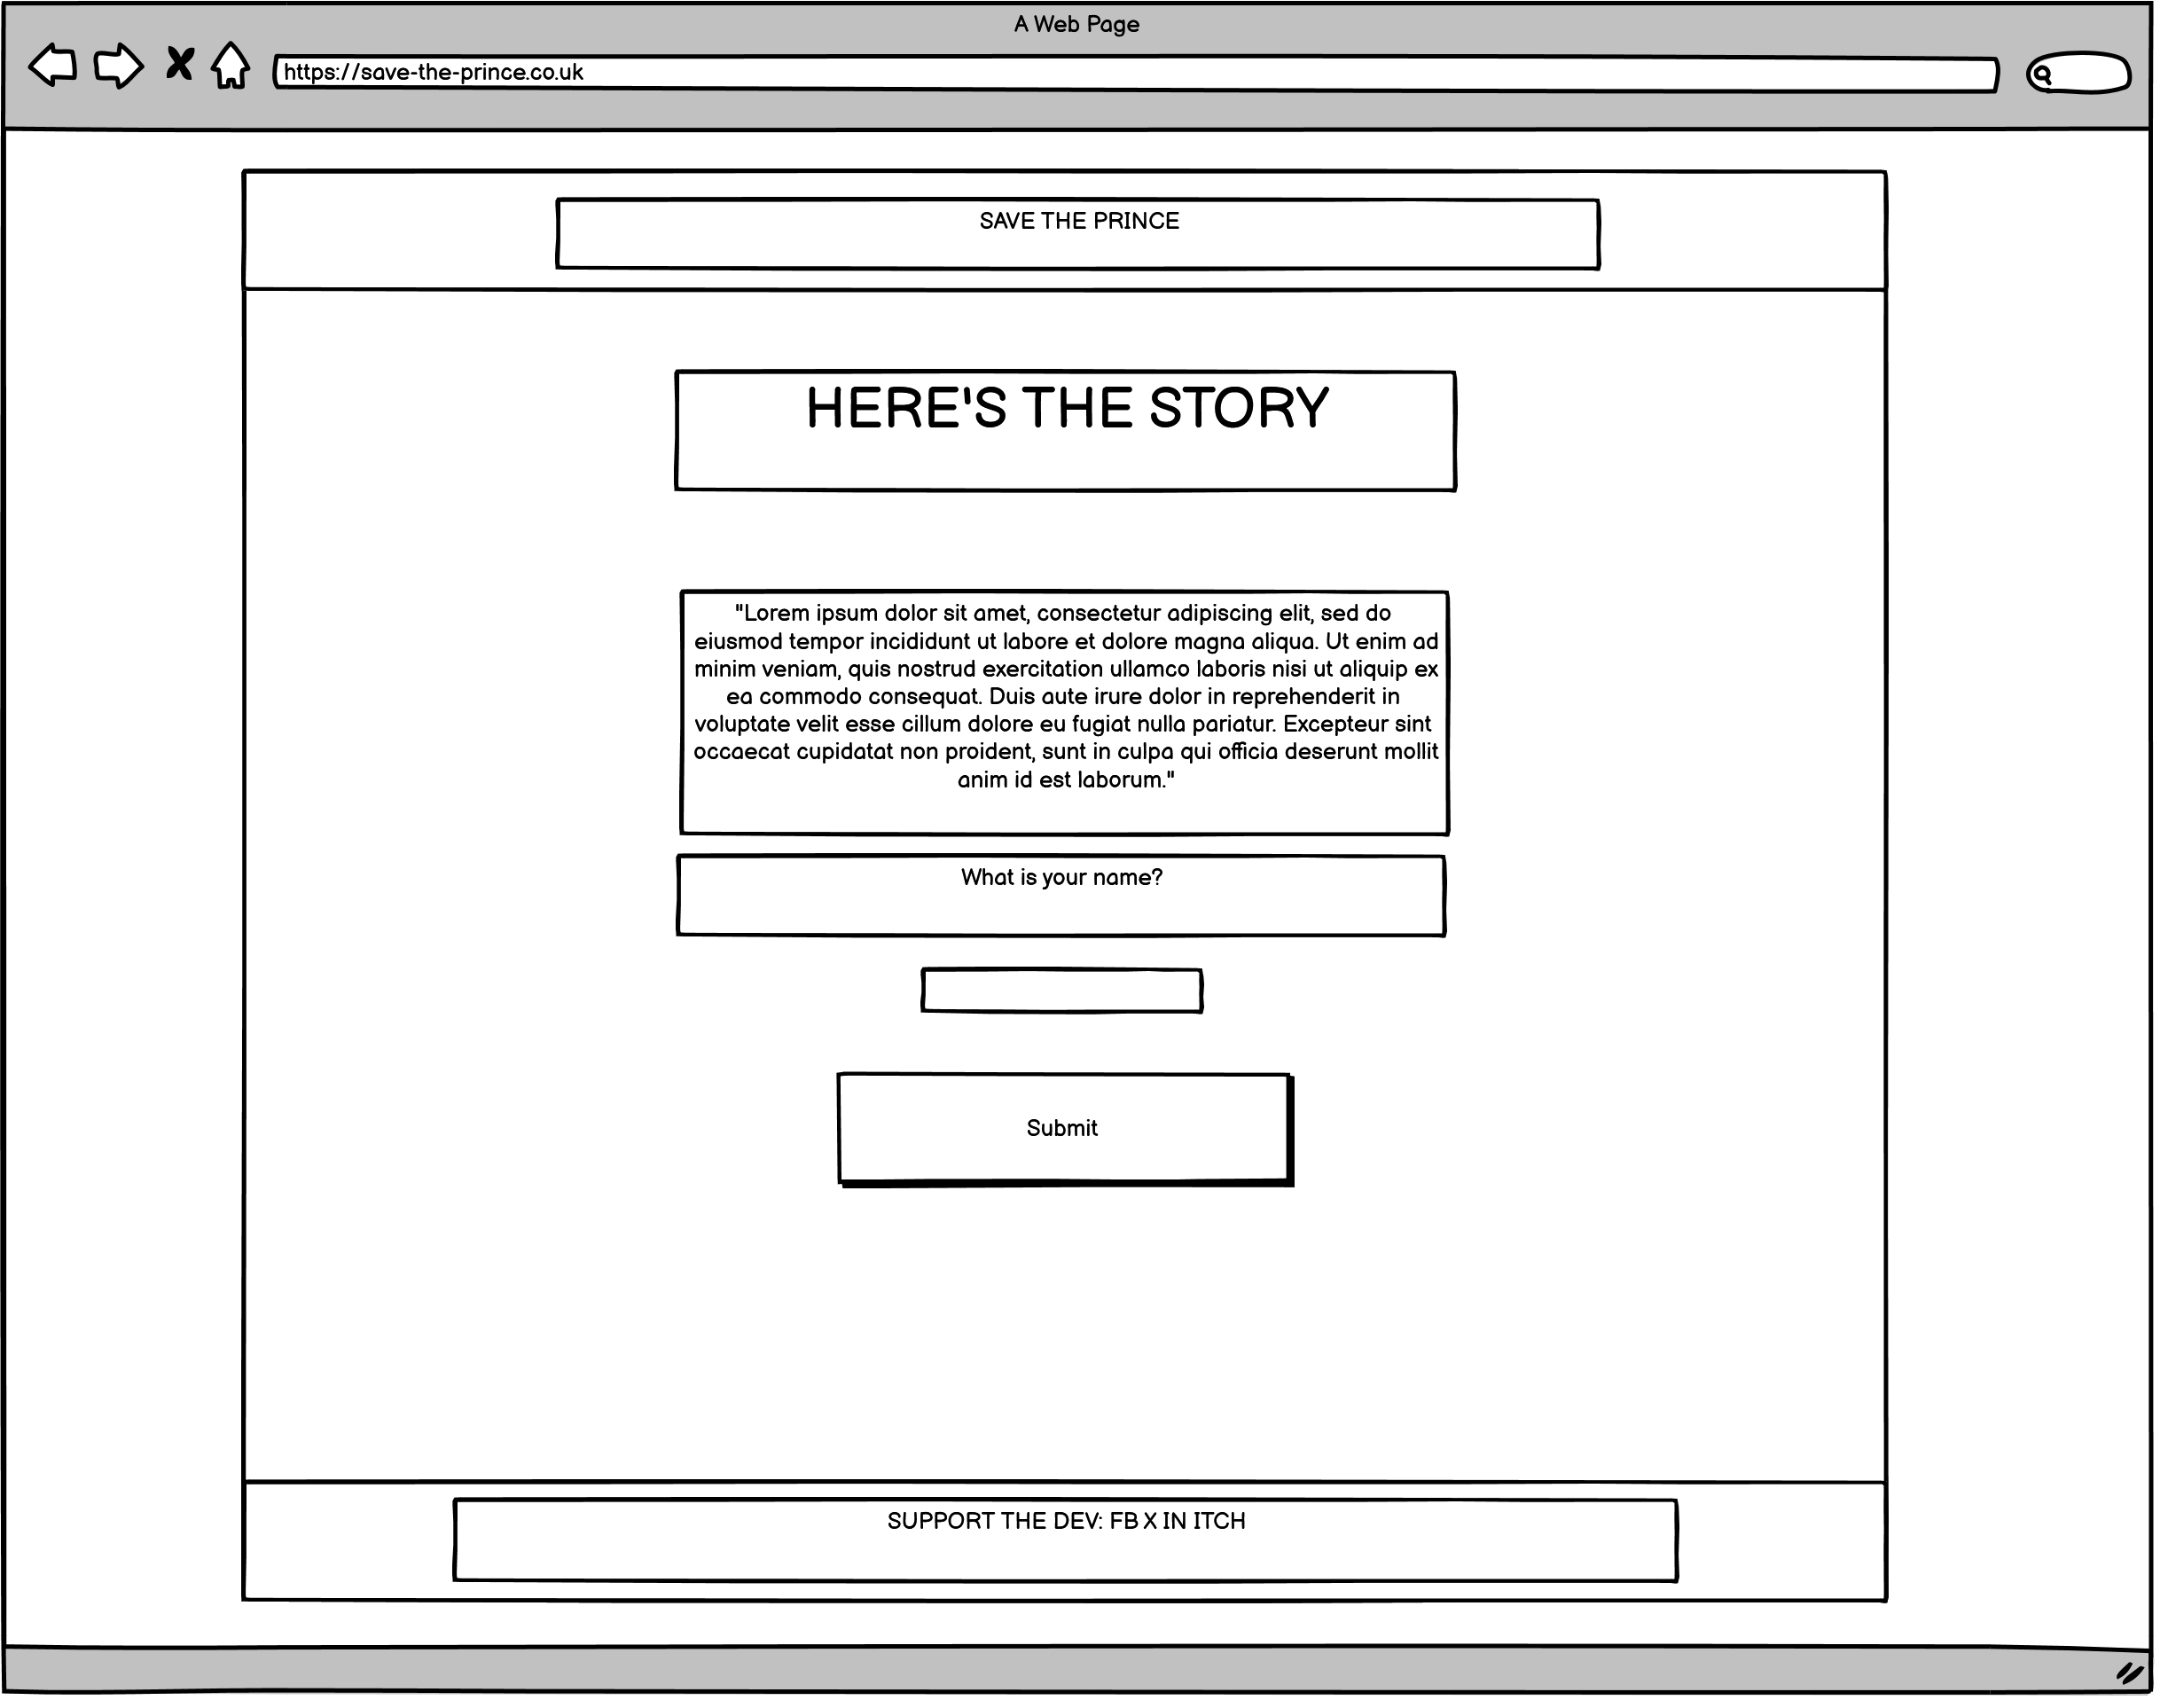 A Web Page
https://save-the-prince.co.uk
SAVE THE PRINCE
HERE'S THE STORY
"Lorem ipsum dolor sit amet, consectetur adipiscing elit, sed do
eiusmod tempor incididunt ut labore et dolore magna aliqua. Ut enim ad
minim veniam, quis nostrud exercitation ullamco laboris nisi ut aliquip ex
ea commodo consequat. Duis aute irure dolor in reprehenderit in
voluptate velit esse cillum dolore eu fugiat nulla pariatur. Excepteur sint
occaecat cupidatat non proident, sunt in culpa qui officia deserunt mollit
anim id est laborum."
What is your name?
Submit
SUPPORT THE DEV: FB X IN ITCH